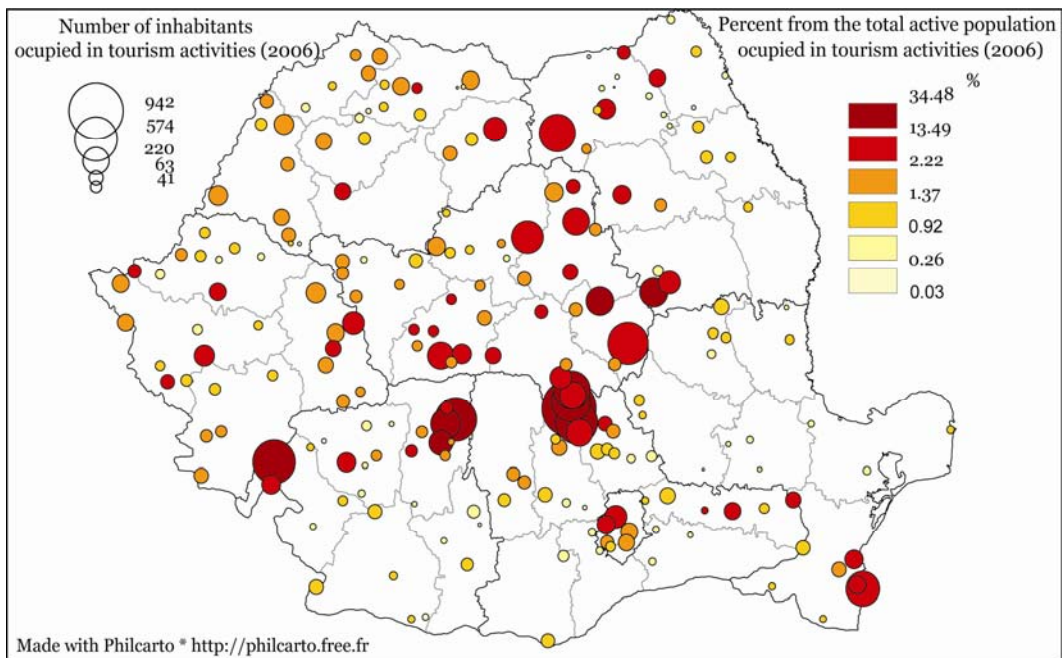 Number of inhabitants
ocupied in tourism activities (2006)
942
574
220
63
41
Percent from the total active population
ocupied in tourism activities (2006)
%
34.48
13.49
2.22
1.37
0.92
0.26
0.03
Made with Philcarto * http://philcarto.free.fr